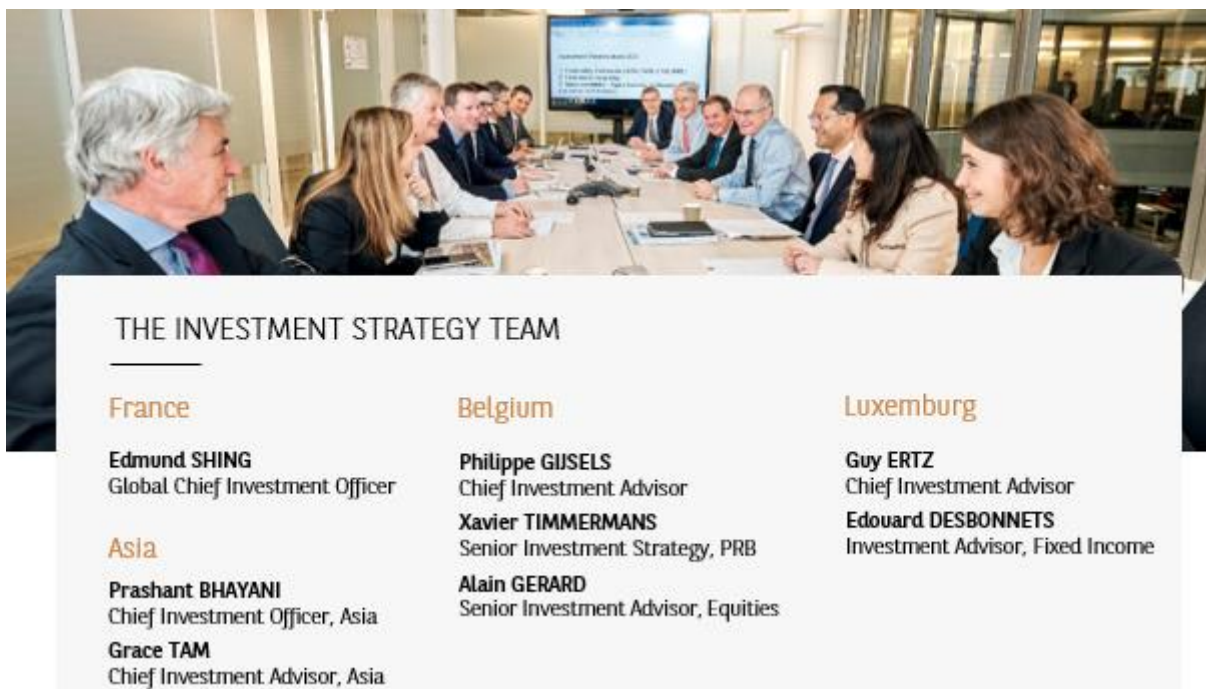 THE INVESTMENT STRATEGY TEAM
France
Edmund SHING
Global Chief Investment Officer
Asia
Prashant BHAYANI
Chief Investment Officer, Asia
Grace TAM
Chief Investment Advisor, Asia
Belgium
Philippe GIJSELS
Chief Investment Advisor
Xavier TIMMERMANS
Senior Investment Strategy, PRB
Alain GERARD
Senior Investment Advisor, Equities
Luxemburg
Guy ERTZ
Chief Investment Advisor
Edouard DESBONNETS
Investment Advisor, Fixed Income